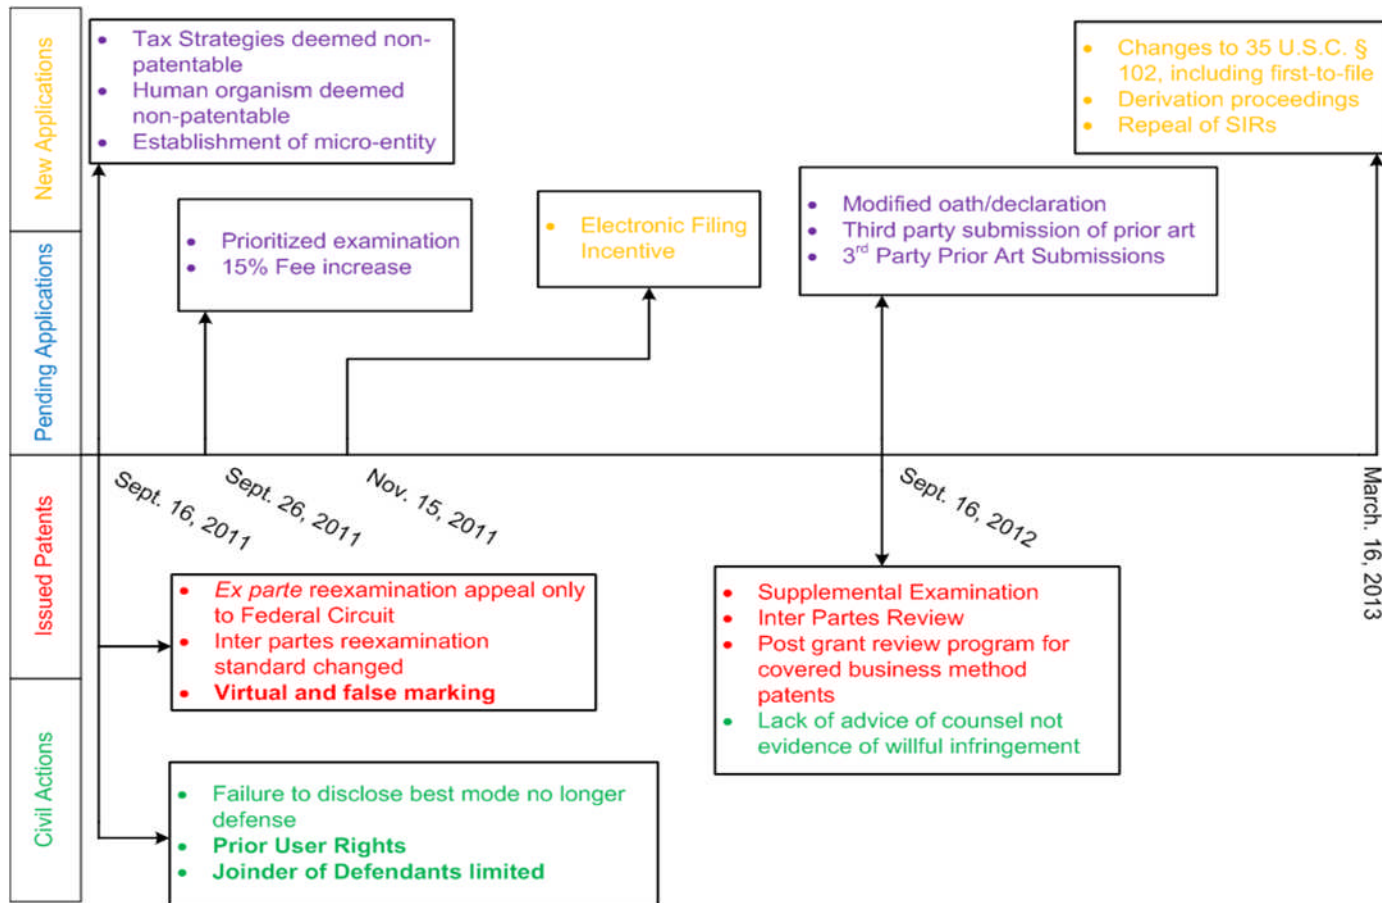 New Applications
Pending Applications
Issued Patents
Civil Actions
• Tax Strategies deemed non-
patentable
• Human organism deemed
non-patentable
• Establishment of micro-entity
• Prioritized examination
• 15% Fee increase
• Electronic Filing
Incentive
• Modified oath/declaration
• Third party submission of prior art
• 3rd Party Prior Art Submissions
• Changes to 35 U.S.C. §
102, including first-to-file
• Derivation proceedings
• Repeal of SIRs
Sept. 16, 2011
Sept. 26, 2011
Nov. 15, 2011
Sept. 16, 2012
March. 16, 2013
• Ex parte reexamination appeal only
to Federal Circuit
• Inter partes reexamination
standard changed
• Virtual and false marking
• Supplemental Examination
• Inter Partes Review
• Post grant review program for
covered business method
patents
• Lack of advice of counsel not
evidence of willful infringement
• Failure to disclose best mode no longer
defense
• Prior User Rights
• Joinder of Defendants limited